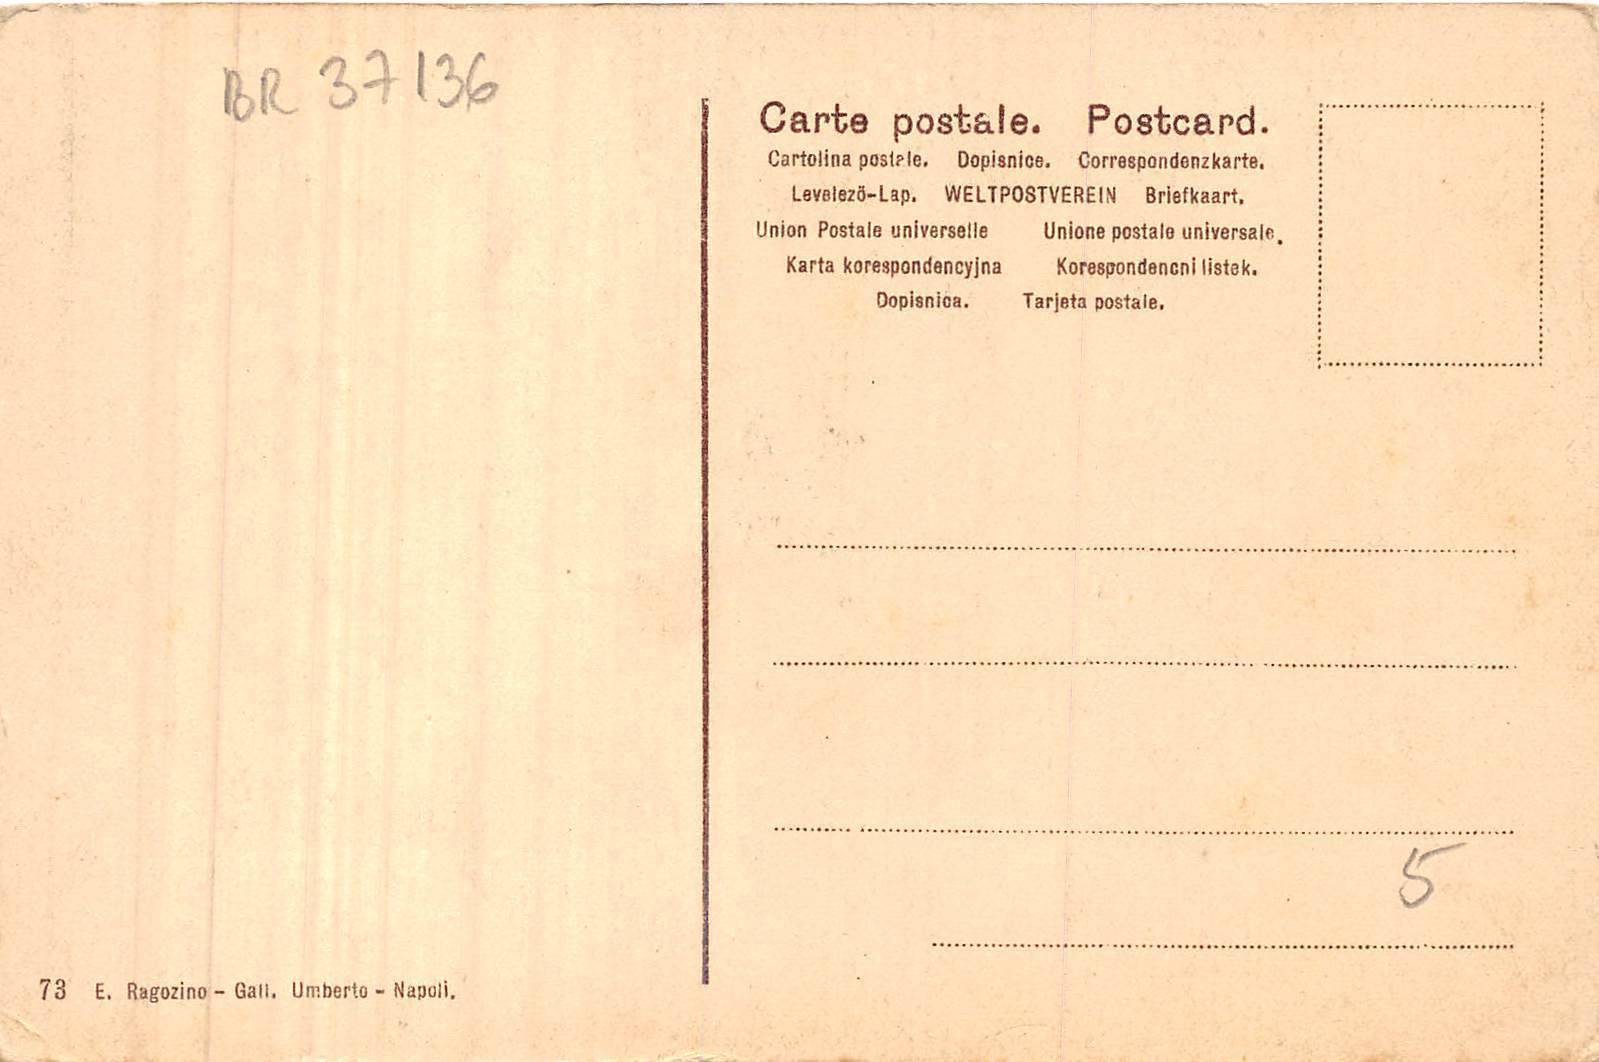 BR 37136
Carte postale. Postcard.
Cartolina postale. Dopisnice. Correspondenzkarte.
Levelező-Lap. WELTPOSTVEREIN Briefkaart.
Union Postale universelle Unione postale universale.
Karta korespondencyjna Korespondencni listek.
Dopisnica. Tarjeta postale.
5
73 E. Ragozino - Gall. Umberto - Napoli.